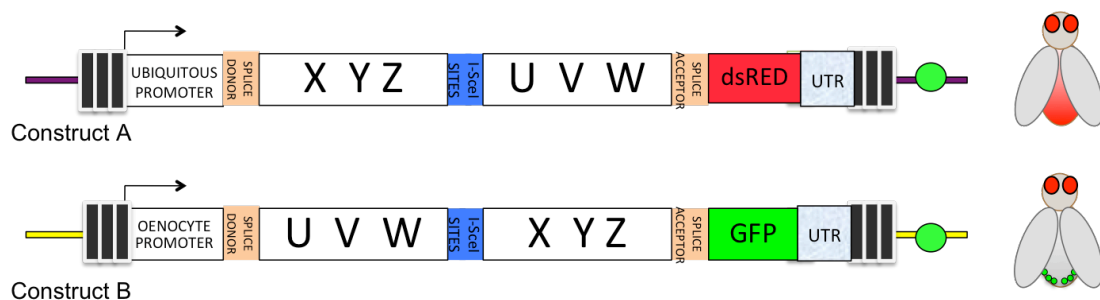 UBIQUITOUS
PROMOTER
SPLICE
DONOR
X Y Z
I-SceI
SITES
U V W
SPLICE
ACCEPTOR
dsRED
UTR
Construct A
OENOCYTE
PROMOTER
SPLICE
DONOR
U V W
I-SceI
SITES
X Y Z
SPLICE
ACCEPTOR
GFP
UTR
Construct B